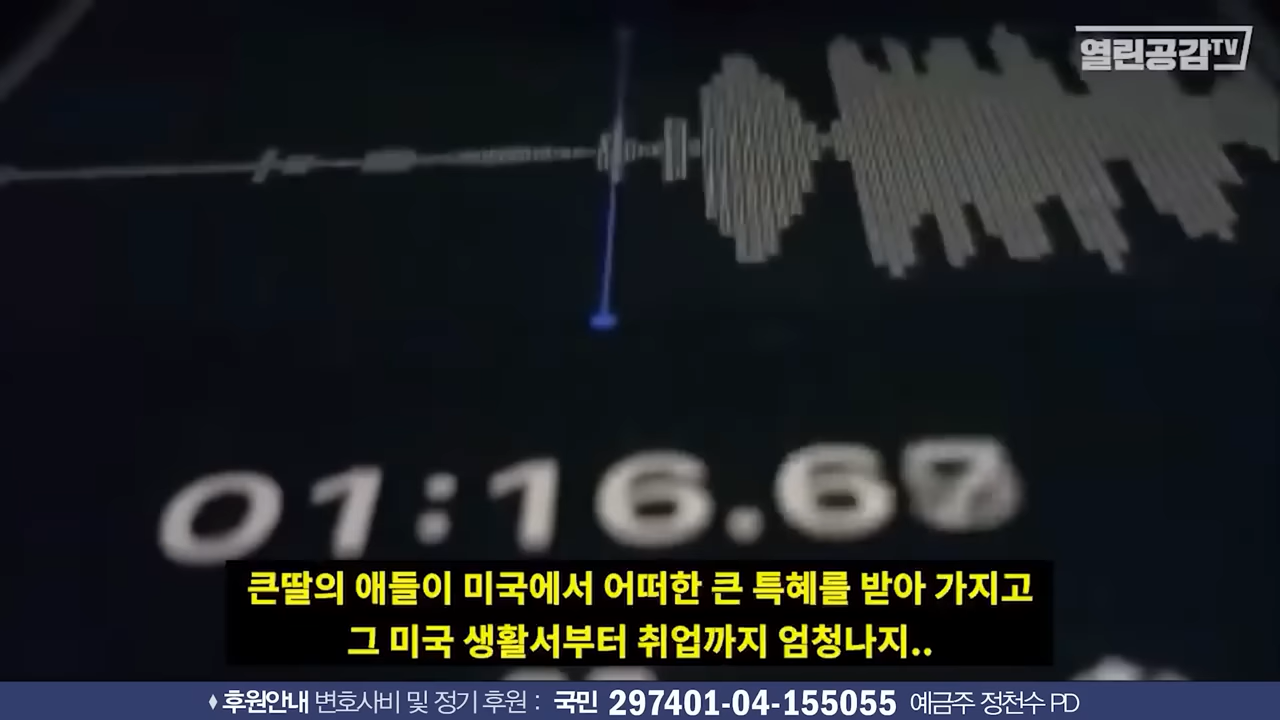 열린공감TV
01:16.67
큰딸의 애들이 미국에서 어떠한 큰 특혜를 받아 가지고
그 미국 생활서부터 취업까지 엄청나지..
♦ 후원안내 변호사비 및 정기 후원 : 국민 297401-04-155055 예금주 정천수 PD